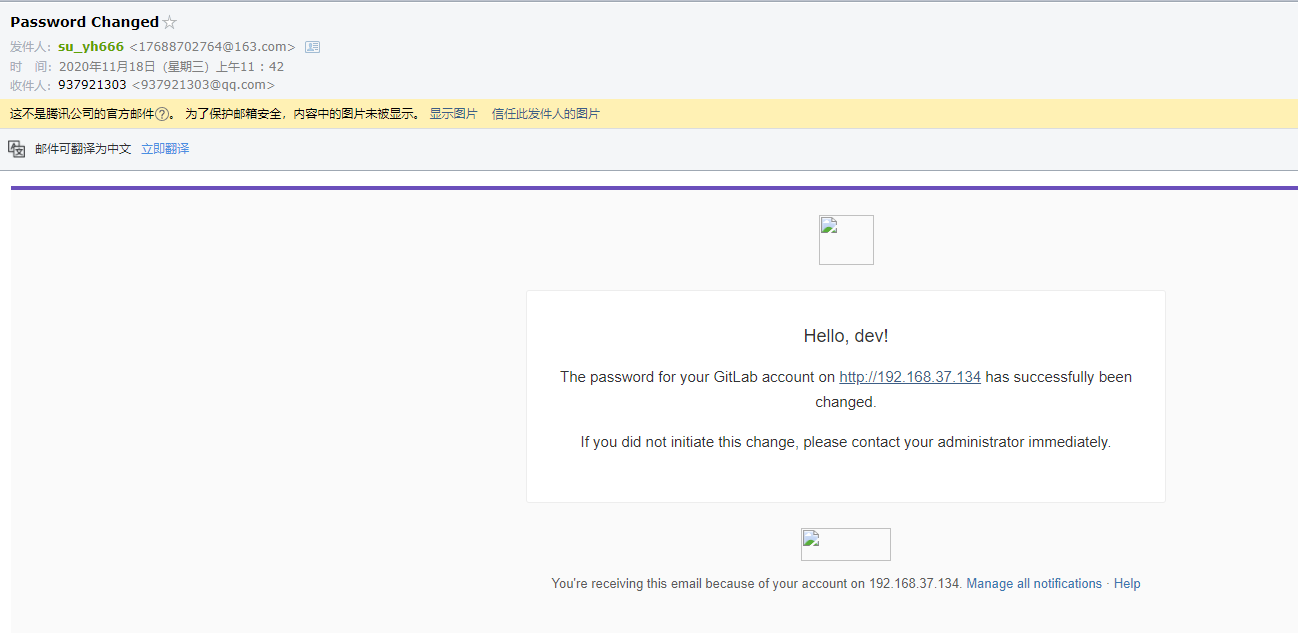 Password Changed☆
发件人：su_yh666 <17688702764@163.com>
时　间：2020年11月18日（星期三）上午11：42
收件人：937921303 <937921303@qq.com>
这不是腾讯公司的官方邮件?。 为了保护邮箱安全，内容中的图片未被显示。 显示图片 信任此发件人的图片
邮件可翻译为中文 立即翻译
Hello, dev!
The password for your GitLab account on http://192.168.37.134 has successfully been
changed.
If you did not initiate this change, please contact your administrator immediately.
You're receiving this email because of your account on 192.168.37.134. Manage all notifications · Help